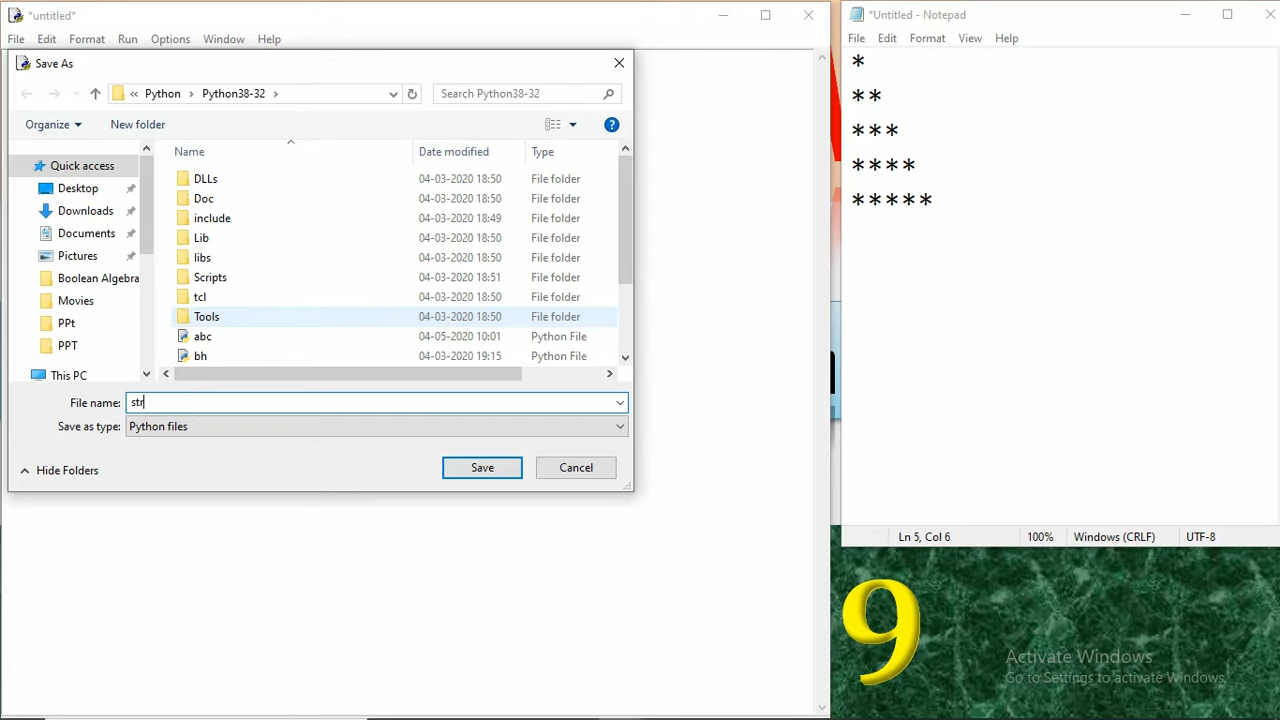 *untitled*
File Edit Format Run Options Window Help
Save As
« Python › Python38-32 ›
Search Python38-32
Organize
New folder
Name Date modified Type
Quick access
Desktop
Downloads
Documents
Pictures
Boolean Algebra
Movies
PPt
PPT
This PC
DLLs 04-03-2020 18:50 File folder
Doc 04-03-2020 18:50 File folder
include 04-03-2020 18:49 File folder
Lib 04-03-2020 18:50 File folder
libs 04-03-2020 18:50 File folder
Scripts 04-03-2020 18:51 File folder
tcl 04-03-2020 18:50 File folder
Tools 04-03-2020 18:50 File folder
abc 04-05-2020 10:01 Python File
bh 04-03-2020 19:15 Python File
File name: str
Save as type: Python files
Hide Folders
Save
Cancel
*Untitled - Notepad
File Edit Format View Help
*
**
***
****
*****
Ln 5, Col 6 100% Windows (CRLF) UTF-8
9
Activate Windows
Go to Settings to activate Windows.